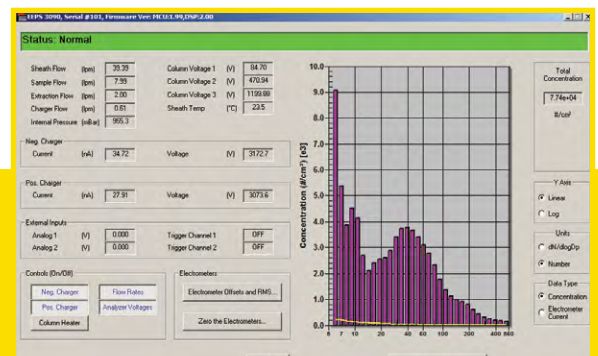 EEPS 3090, Serial #101, Firmware Ver: MCU:1.99,DSP:2.00
Status: Normal
Sheath Flow (lpm) 39.39
Sample Flow (lpm) 7.99
Extraction Flow (lpm) 2.00
Charger Flow (lpm) 0.61
Internal Pressure (mBar) 965.3
Column Voltage 1 (V) 84.70
Column Voltage 2 (V) 470.94
Column Voltage 3 (V) 1199.88
Sheath Temp (°C) 23.5
Neg. Charger
Current (nA) 34.72 Voltage (V) 3172.7
Pos. Charger
Current (nA) 27.91 Voltage (V) 3073.6
External Inputs
Analog 1 (V) 0.000 Trigger Channel 1 OFF
Analog 2 (V) 0.000 Trigger Channel 2 OFF
Controls (On/Off)
Neg. Charger Flow Rates
Pos. Charger Analyzer Voltages
Column Heater
Electrometers
Electrometer Offsets and RMS...
Zero the Electrometers...
Concentration (#/cm³) [e3]
10.0
9.0
8.0
7.0
6.0
5.0
4.0
3.0
2.0
1.0
0.0
7 10 20 40 60 100 200 400
Total
Concentration
7.74e+04
#/cm³
Y Axis
Linear
Log
Units
dN/dlogDp
Number
Data Type
Concentration
Electrometer
Current